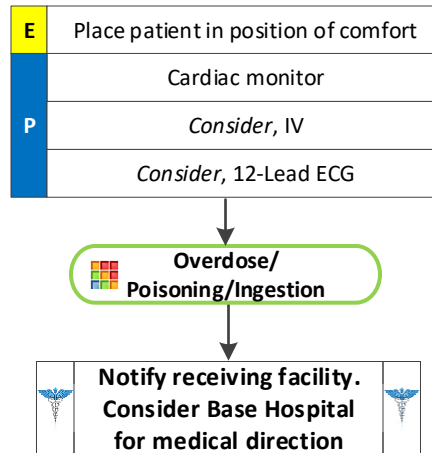 E
Place patient in position of comfort
P
Cardiac monitor
Consider, IV
Consider, 12-Lead ECG
Overdose/
Poisoning/Ingestion
Notify receiving facility.
Consider Base Hospital
for medical direction